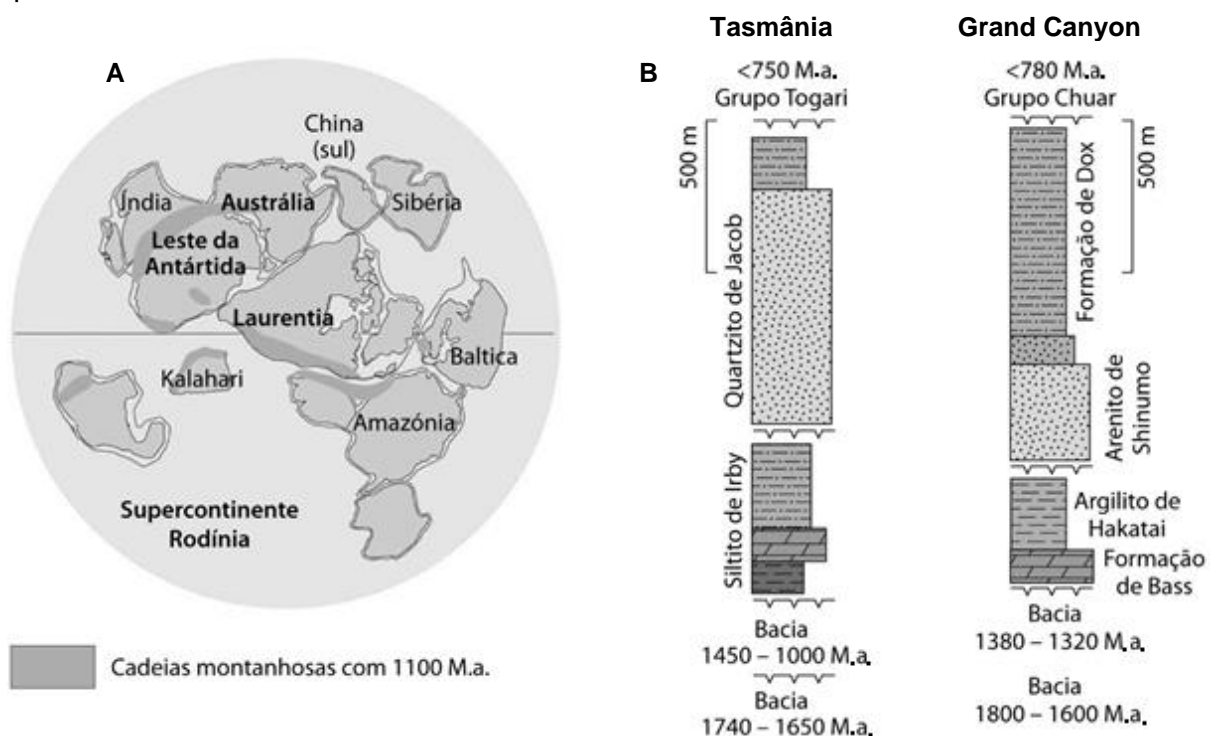 A
China
(sul)
Índia
Austrália
Sibéria
Leste da
Antártida
Laurentia
Baltica
Kalahari
Amazónia
Supercontinente
Rodínia
Cadeias montanhosas com 1100 M.a.
B
Tasmânia
<750 M.a.
Grupo Togari
500 m
Quartzito de Jacob
Siltito de Irby
Bacia
1450 – 1000 M.a.
Bacia
1740 – 1650 M.a.
Grand Canyon
<780 M.a.
Grupo Chuar
500 m
Formação de Dox
Arenito de
Shinumo
Argilito de
Hakatai
Formação
de Bass
Bacia
1380 – 1320 M.a.
Bacia
1800 – 1600 M.a.